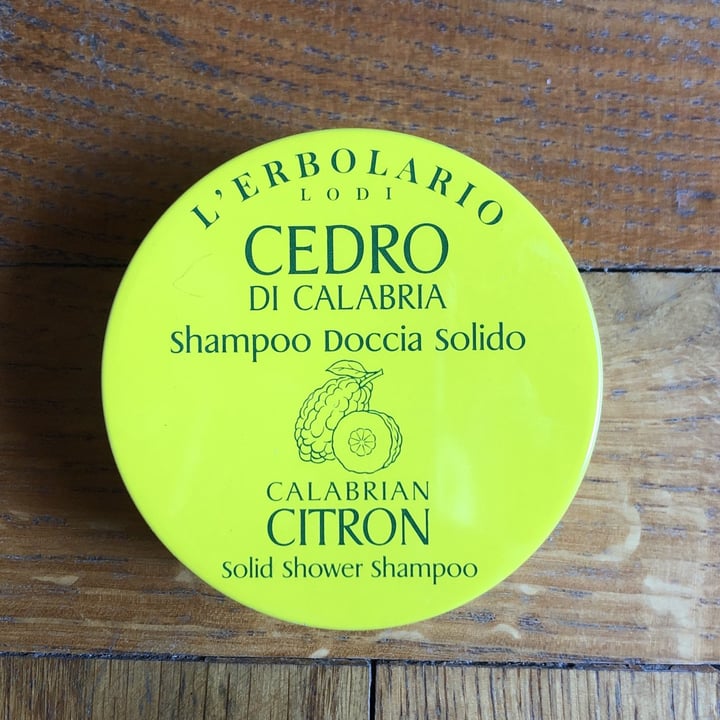 L'ERBOLARIO
LODI
CEDRO
DI CALABRIA
Shampoo Doccia Solido
CALABRIAN
CITRON
Solid Shower Shampoo